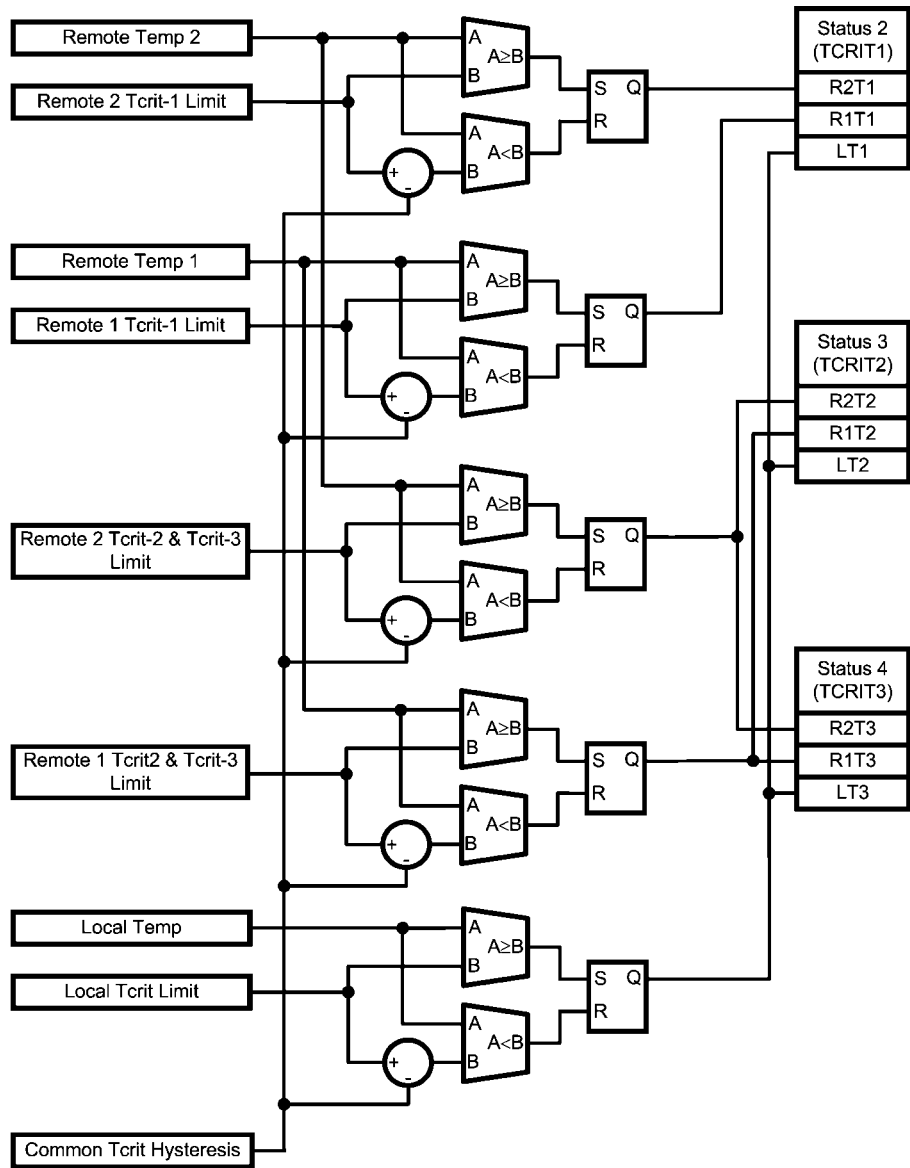 Remote Temp 2
Remote 2 Tcrit-1 Limit
A
B
A≥B
A
B
A<B
+
-
S
R
Q
Status 2
(TCRIT1)
R2T1
R1T1
LT1
Remote Temp 1
Remote 1 Tcrit-1 Limit
A
B
A≥B
A
B
A<B
+
-
S
R
Q
Status 3
(TCRIT2)
R2T2
R1T2
LT2
Remote 2 Tcrit-2 & Tcrit-3
Limit
A
B
A≥B
A
B
A<B
+
-
S
R
Q
Status 4
(TCRIT3)
R2T3
R1T3
LT3
Remote 1 Tcrit2 & Tcrit-3
Limit
A
B
A≥B
A
B
A<B
+
-
S
R
Q
Local Temp
Local Tcrit Limit
A
B
A≥B
A
B
A<B
+
-
S
R
Q
Common Tcrit Hysteresis